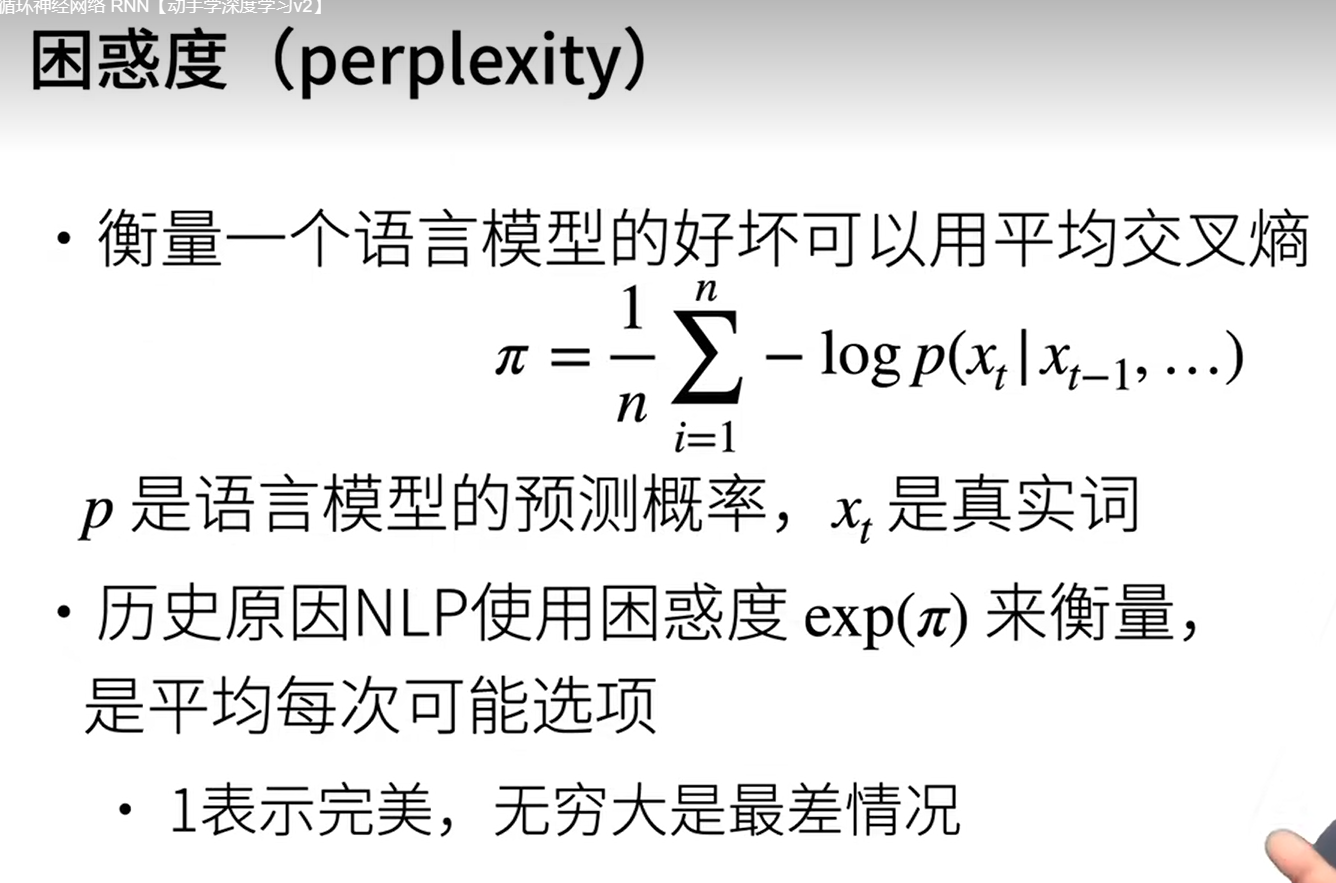 循环神经网络 RNN【动手学深度学习v2】
困惑度（perplexity）
• 衡量一个语言模型的好坏可以用平均交叉熵
π = \frac{1}{n} \sum_{i=1}^{n} − log p(x_t | x_{t−1}, …)
p 是语言模型的预测概率，x_t 是真实词
• 历史原因NLP使用困惑度 exp(π) 来衡量，
是平均每次可能选项
• 1表示完美，无穷大是最差情况